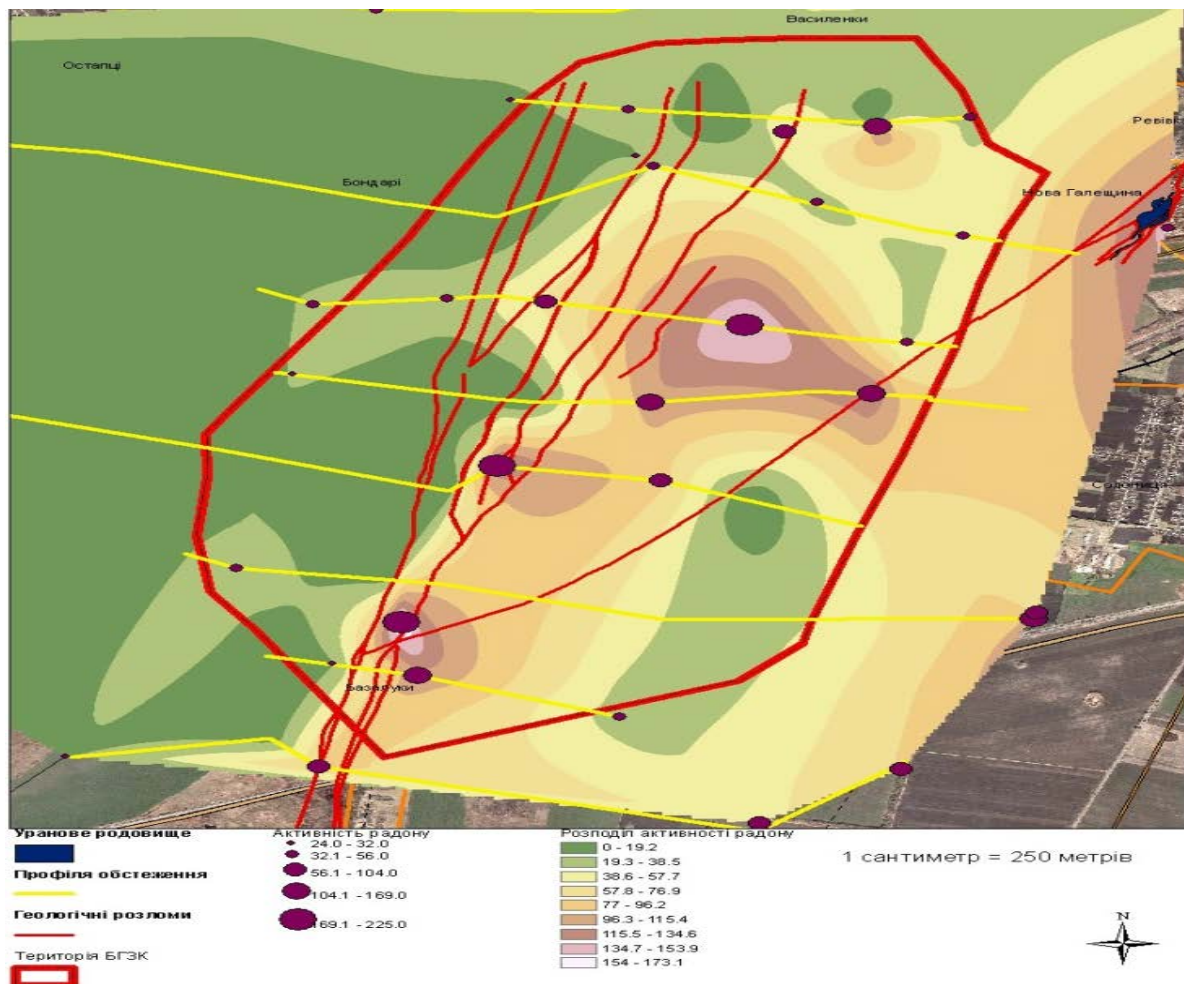 Василенки
Остапці
Ревівк
Бондарі
Нова Галещина
Солониця
Базалуки
Уранове родовище
Профіля обстеження
Геологічні розломи
Територія БГЗК
Активність радону
24.0 - 32.0
32.1 - 56.0
56.1 - 104.0
104.1 - 169.0
169.1 - 225.0
Розподіл активності радону
0 - 19.2
19.3 - 38.5
38.6 - 57.7
57.8 - 76.9
77 - 96.2
96.3 - 115.4
115.5 - 134.6
134.7 - 153.9
154 - 173.1
1 сантиметр = 250 метрів
N